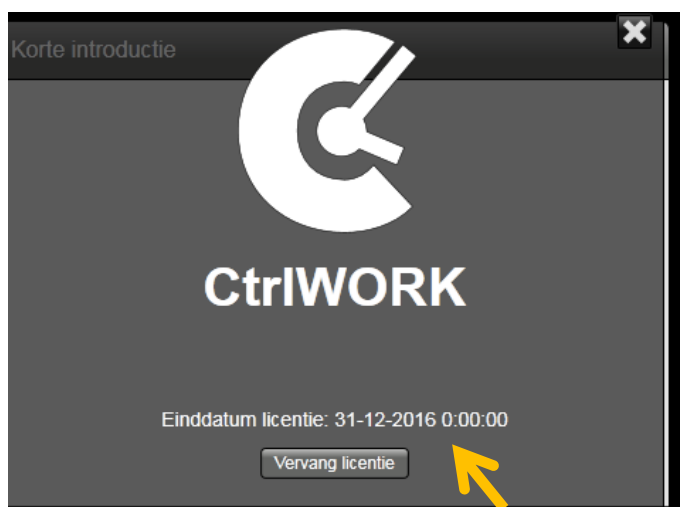 Korte introductie
CtrlWORK
Einddatum licentie: 31-12-2016 0:00:00
Vervang licentie